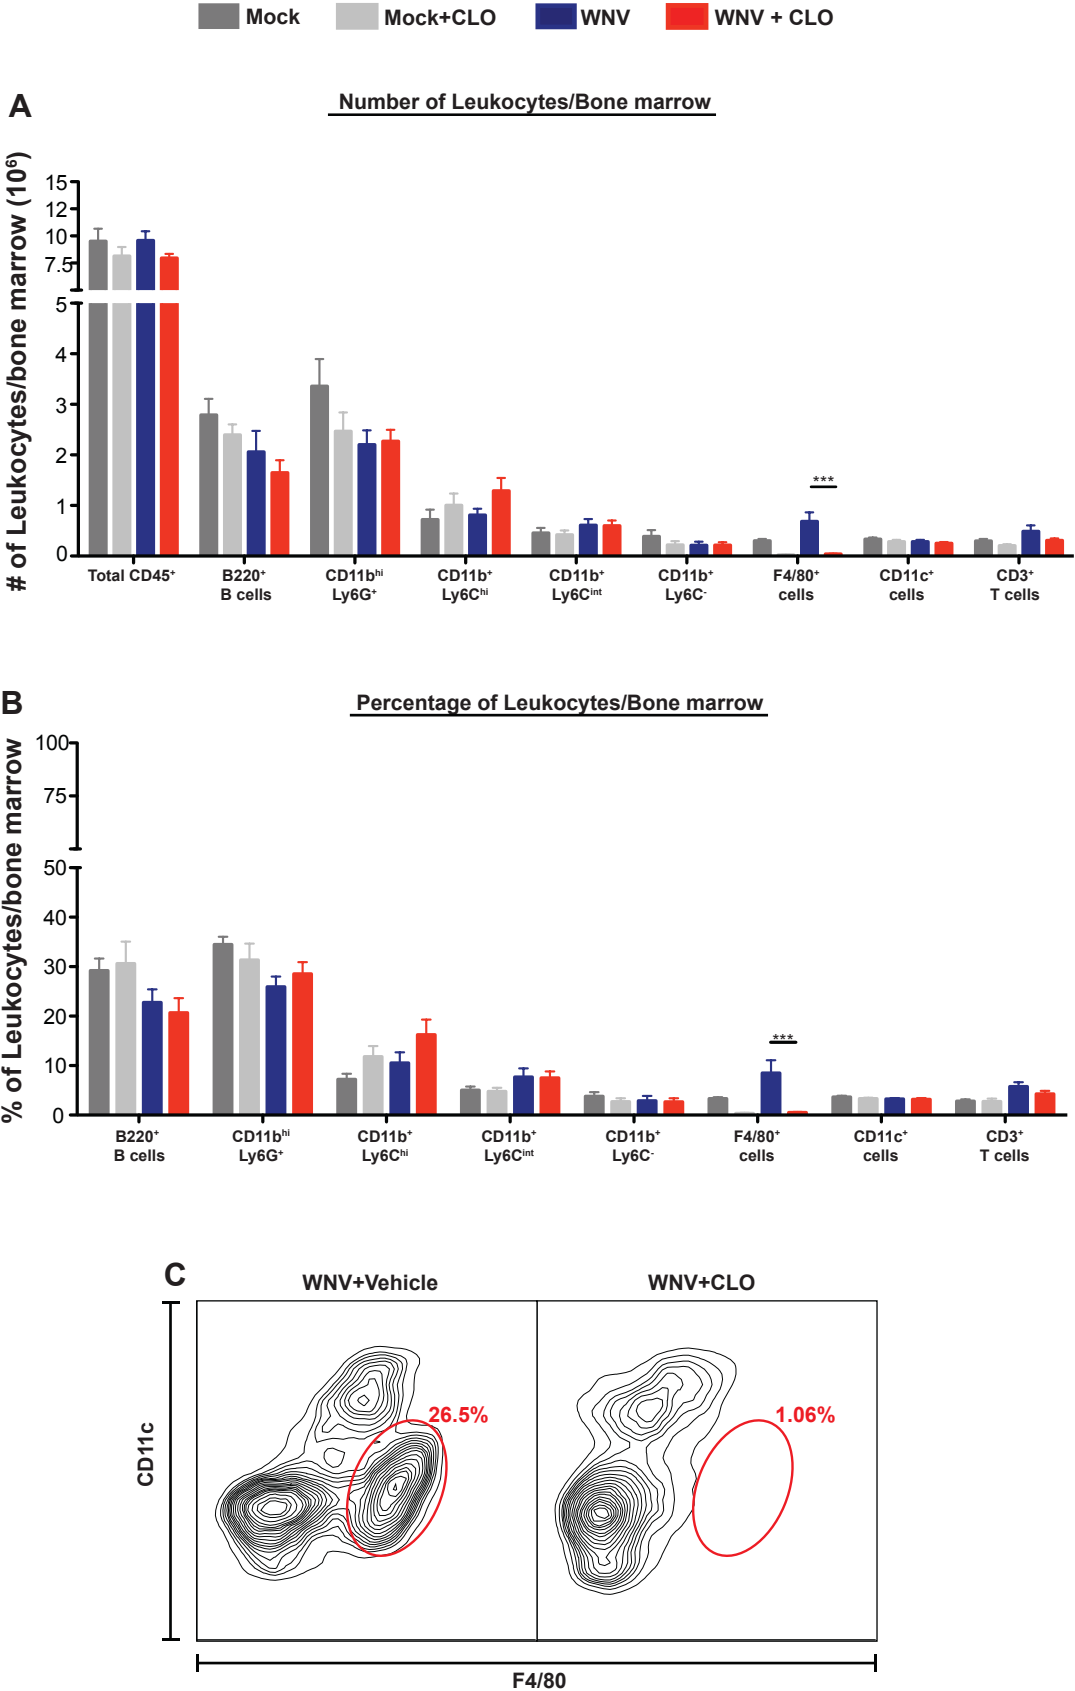 Mock Mock+CLO WNV WNV + CLO
A
Number of Leukocytes/Bone marrow
# of Leukocytes/bone marrow (10⁶)
15
12
10
7.5
5
4
3
2
1
0
***
Total CD45⁺ B220⁺ CD11bʰⁱ CD11b⁺ CD11b⁺ CD11b⁺ F4/80⁺ CD11c⁺ CD3⁺
B cells Ly6G⁺ Ly6Cʰⁱ Ly6Cⁱⁿᵗ Ly6C⁻ cells cells T cells
B
Percentage of Leukocytes/Bone marrow
% of Leukocytes/bone marrow
100
75
50
40
30
20
10
0
***
B220⁺ CD11bʰⁱ CD11b⁺ CD11b⁺ CD11b⁺ F4/80⁺ CD11c⁺ CD3⁺
B cells Ly6G⁺ Ly6Cʰⁱ Ly6Cⁱⁿᵗ Ly6C⁻ cells cells T cells
C
WNV+Vehicle WNV+CLO
26.5% 1.06%
CD11c
F4/80